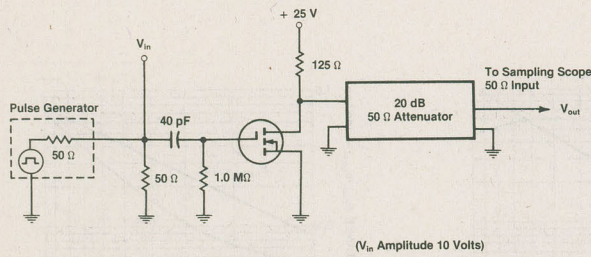 + 25 V
Vin
125 Ω
To Sampling Scope
50 Ω Input
Pulse Generator
40 pF
20 dB
50 Ω Attenuator
Vout
50 Ω
50 Ω
1.0 MΩ
(Vin Amplitude 10 Volts)